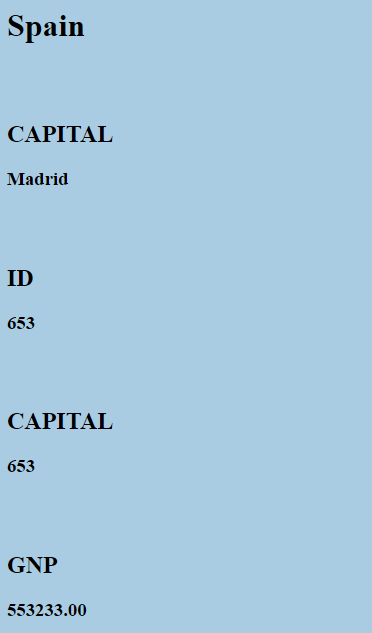 Spain
CAPITAL
Madrid
ID
653
CAPITAL
653
GNP
553233.00